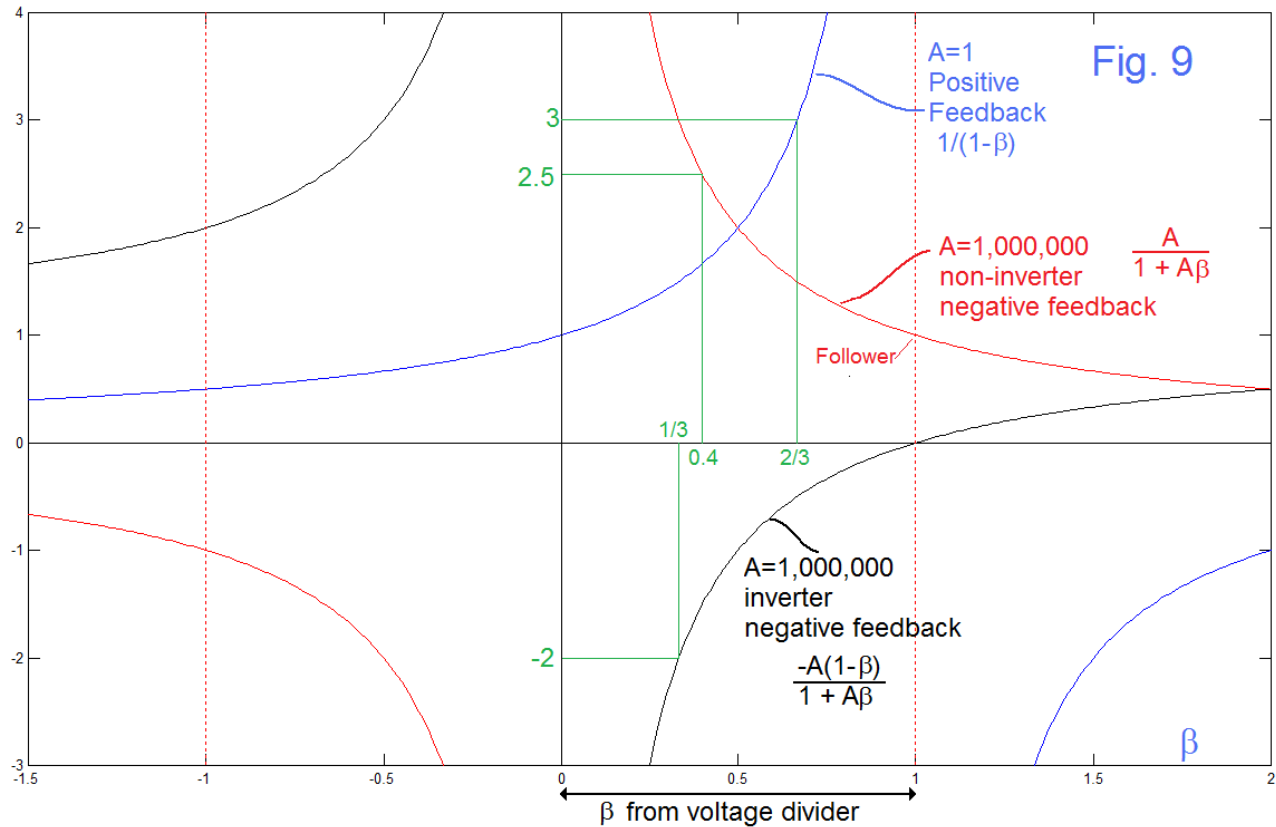 4
3
2
1
0
-1
-2
-3
Fig. 9
A=1
Positive
Feedback
1/(1-β)
3
2.5
A=1,000,000
non-inverter
negative feedback
A
1 + Aβ
Follower
1/3
0.4
2/3
A=1,000,000
inverter
negative feedback
-A(1-β)
1 + Aβ
-2
β
-1.5
-1
-0.5
0
0.5
1
1.5
2
β from voltage divider